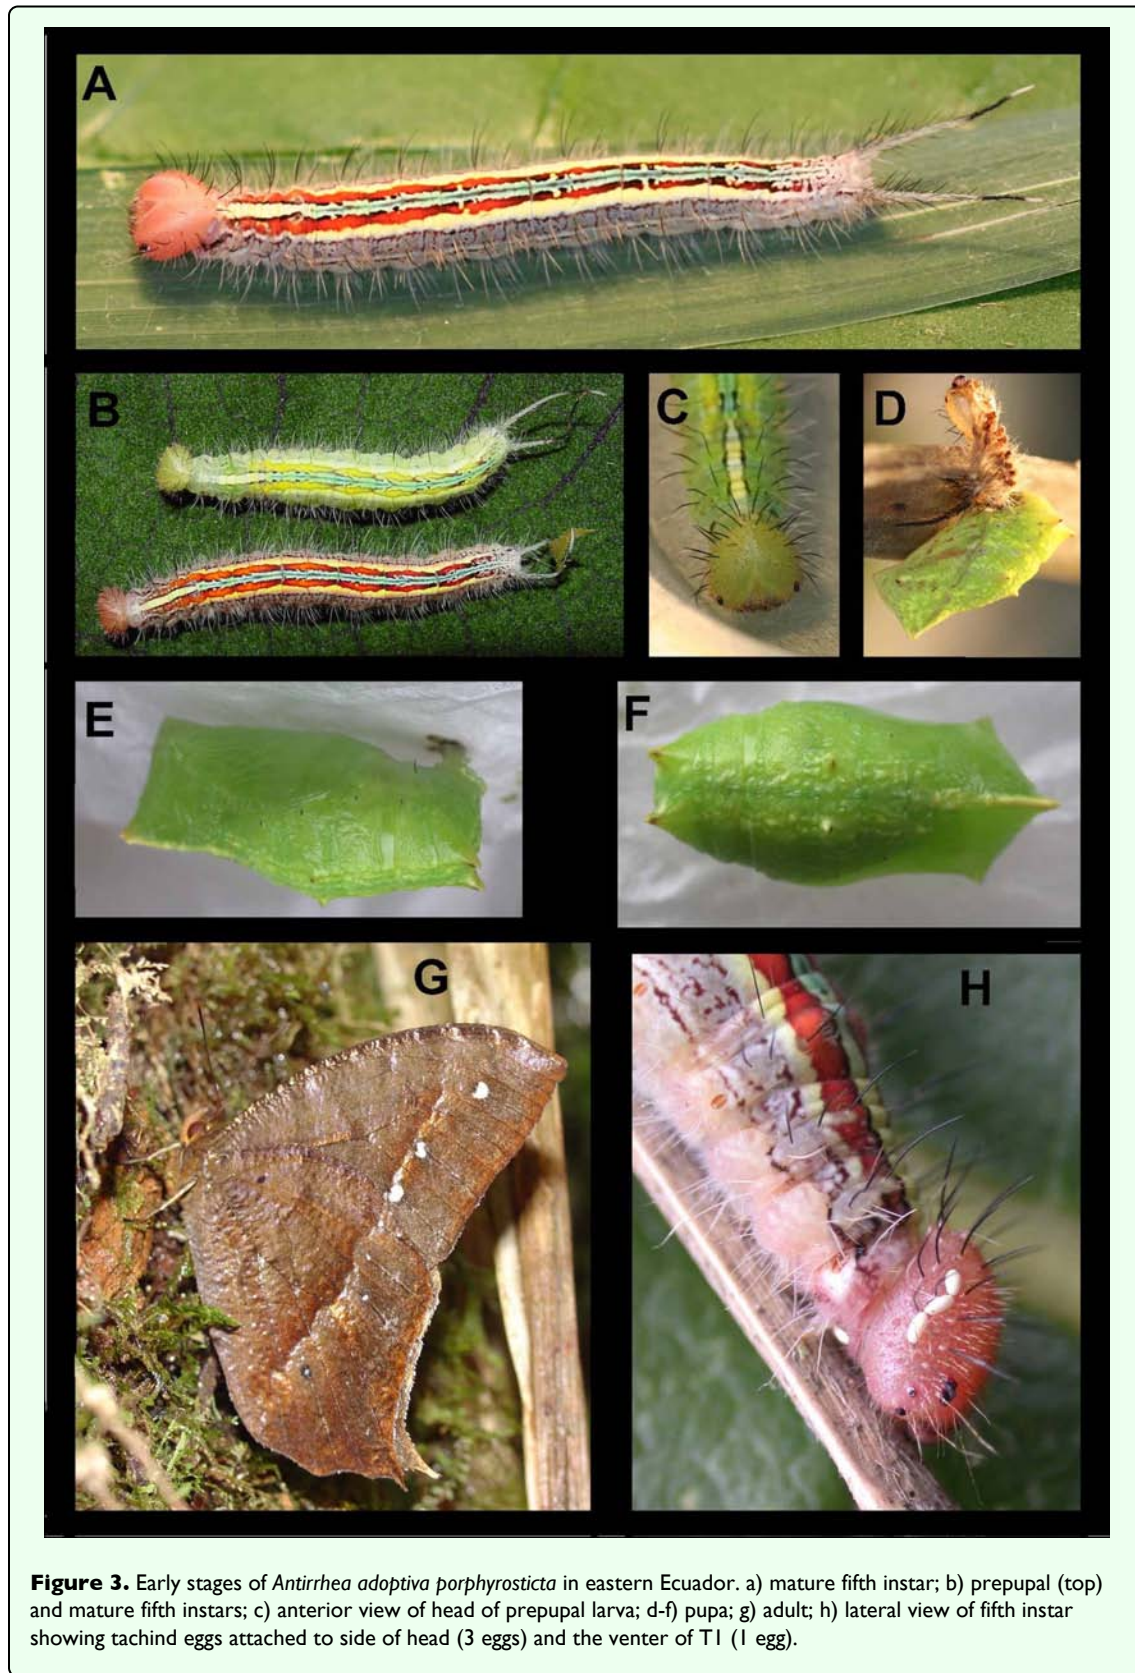 A
B
C
D
E
F
G
H
Figure 3. Early stages of Antirrhea adoptiva porphyrosticta in eastern Ecuador. a) mature fifth instar; b) prepupal (top)
and mature fifth instars; c) anterior view of head of prepupal larva; d-f) pupa; g) adult; h) lateral view of fifth instar
showing tachind eggs attached to side of head (3 eggs) and the venter of T1 (1 egg).